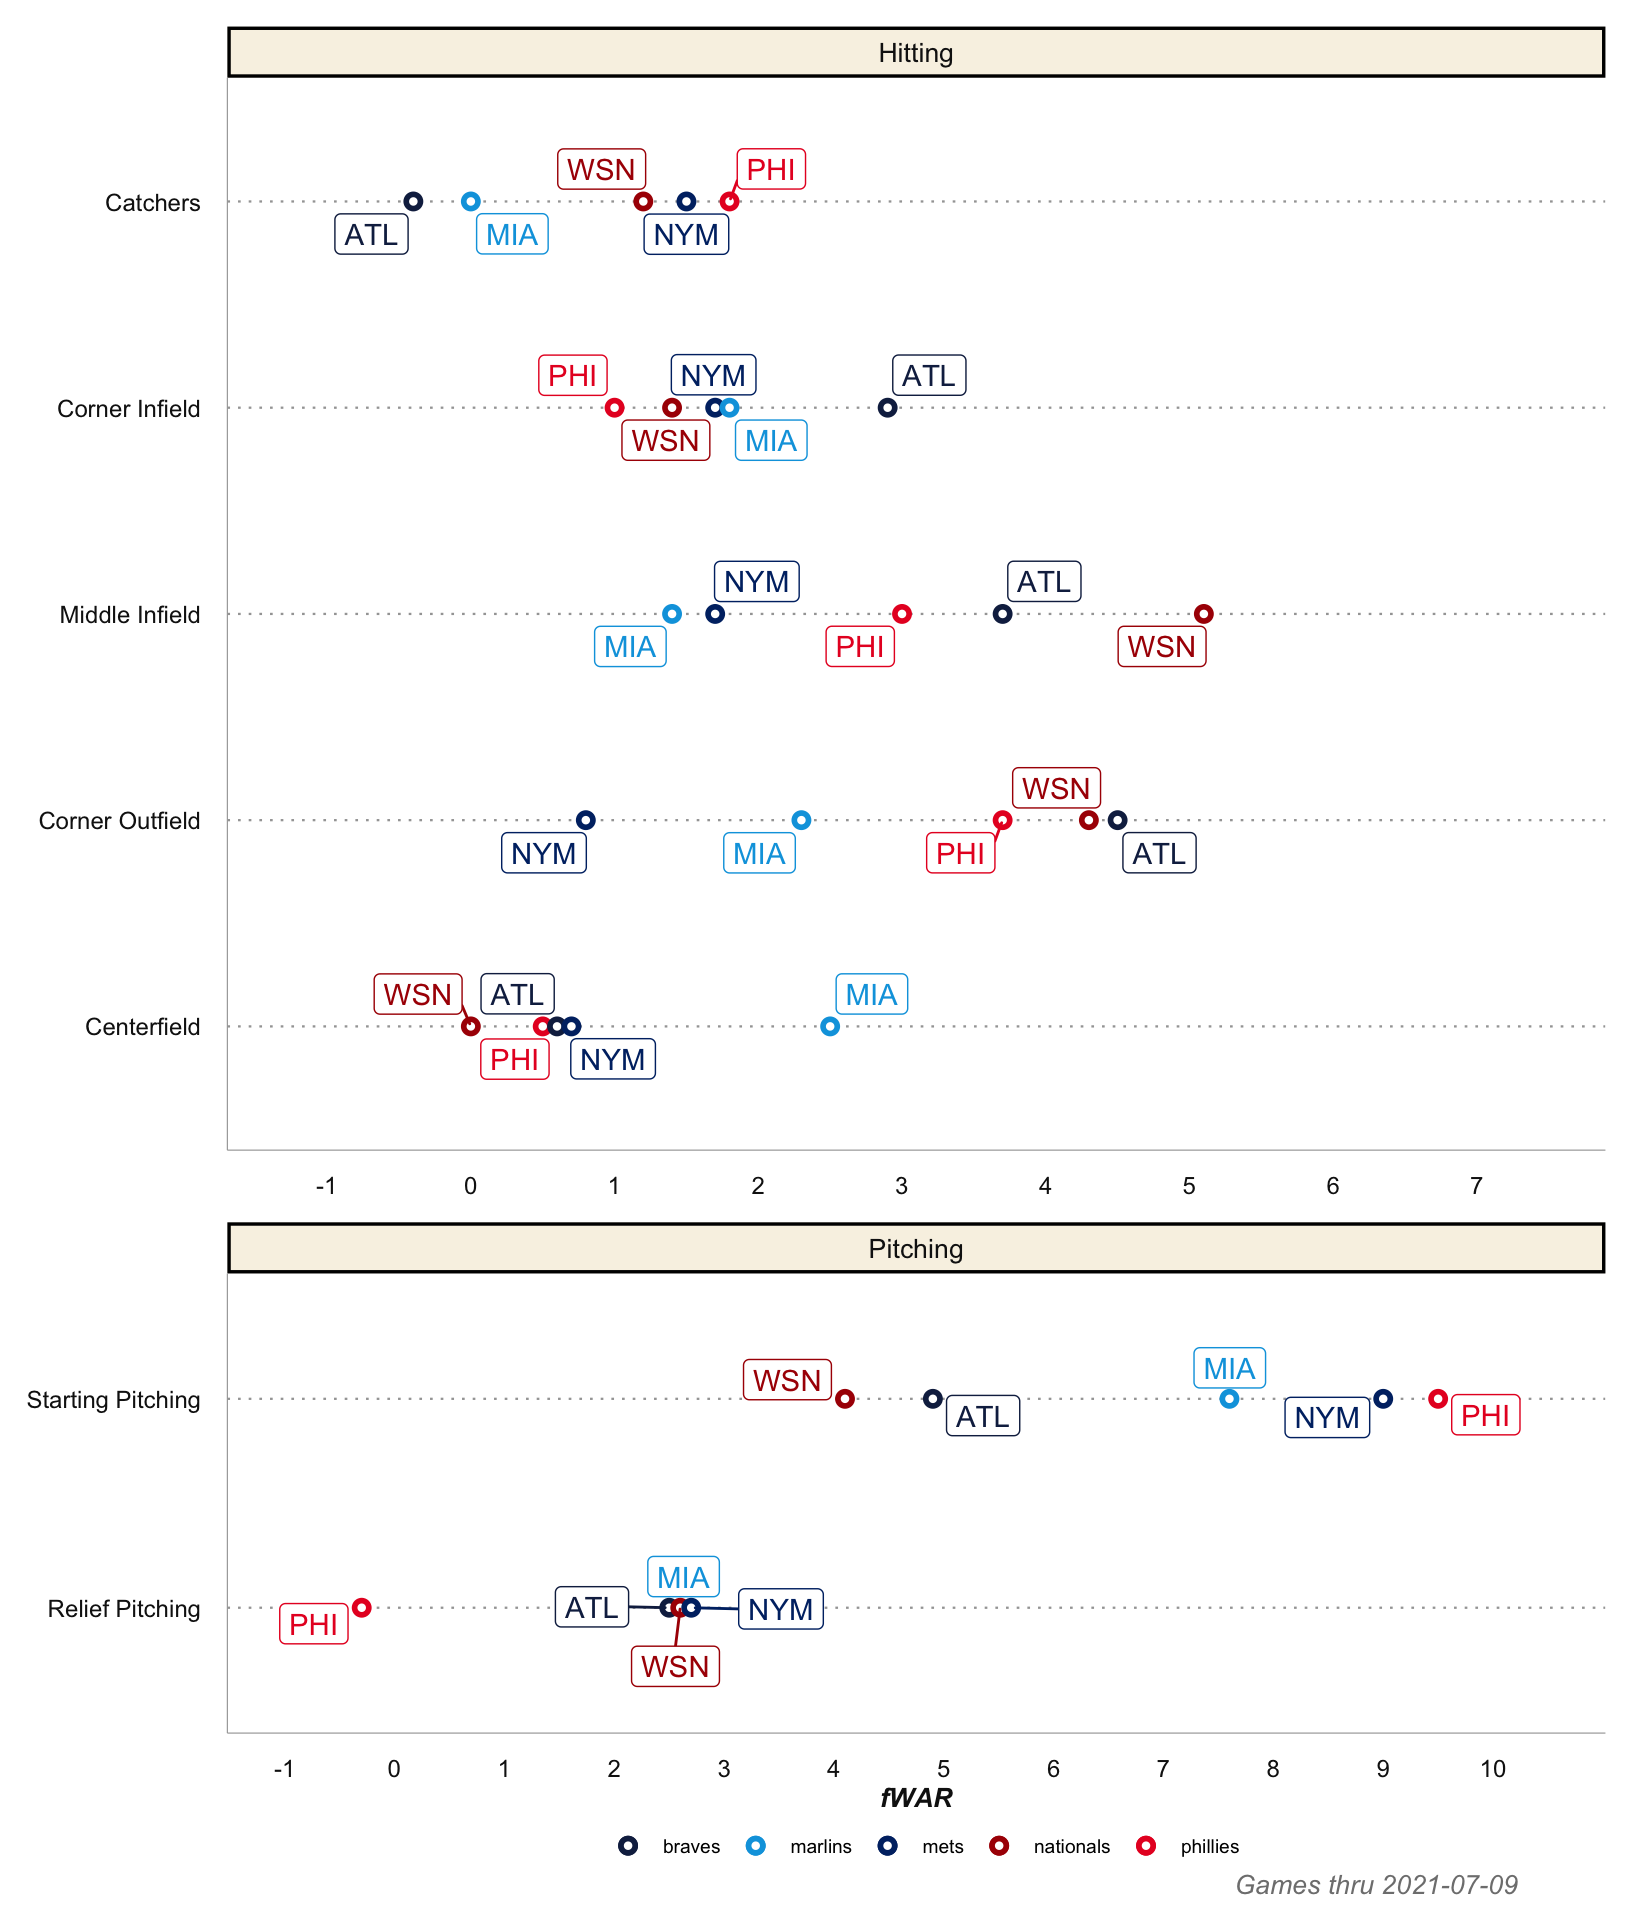 Hitting
WSN PHI
Catchers
ATL MIA NYM
PHI NYM ATL
Corner Infield
WSN MIA
NYM ATL
Middle Infield
MIA PHI WSN
WSN
Corner Outfield
NYM MIA PHI ATL
WSN ATL MIA
Centerfield
PHI NYM
-1 0 1 2 3 4 5 6 7
Pitching
WSN MIA
Starting Pitching
ATL NYM PHI
MIA
Relief Pitching
PHI ATL NYM
WSN
-1 0 1 2 3 4 5 6 7 8 9 10
fWAR
braves marlins mets nationals phillies
Games thru 2021-07-09